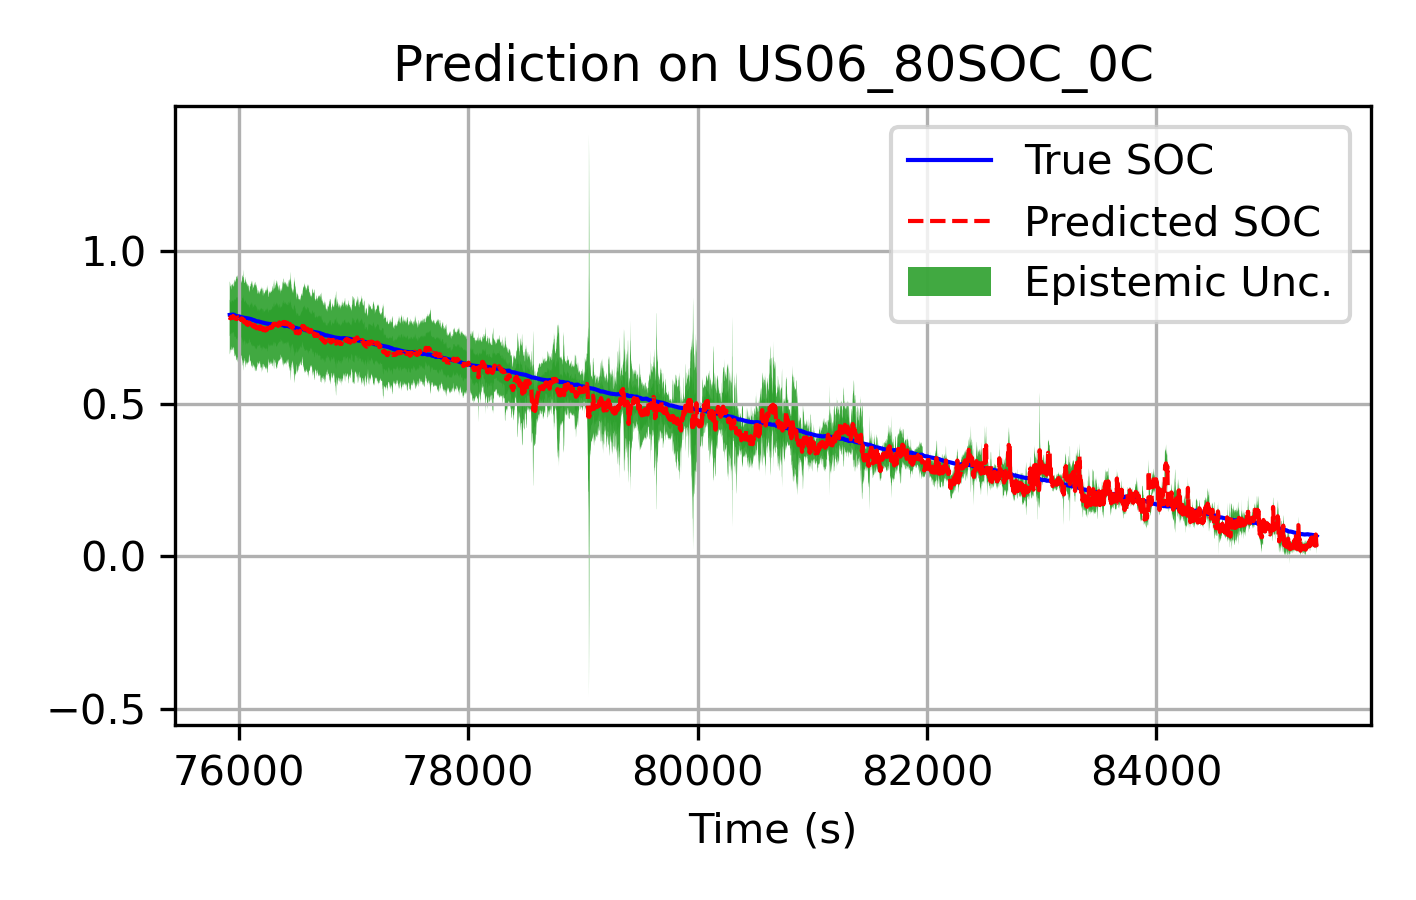 Prediction on US06_80SOC_0C
True SOC
Predicted SOC
Epistemic Unc.
1.0
0.5
0.0
−0.5
76000 78000 80000 82000 84000
Time (s)